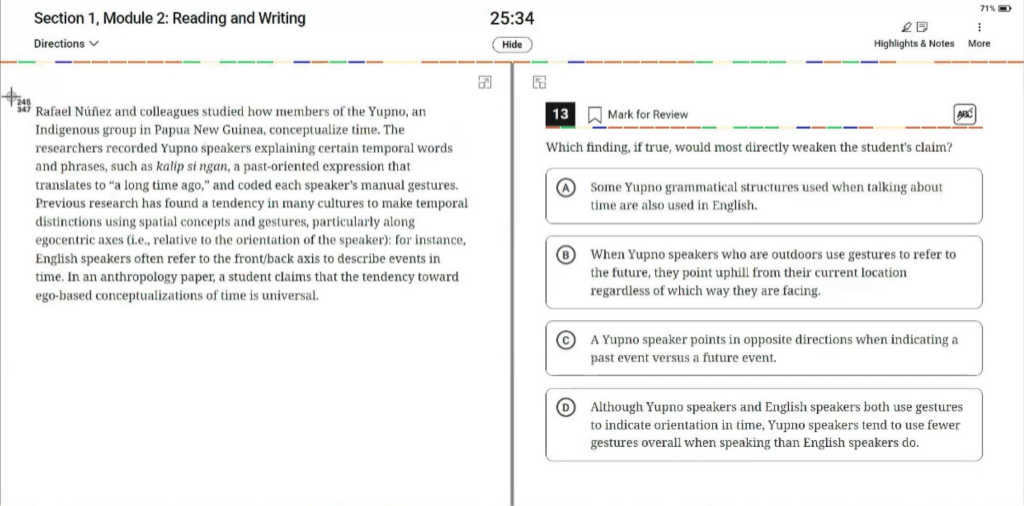 Section 1, Module 2: Reading and Writing
25:34
71%
Directions
Hide
Highlights & Notes
More
245
347
Rafael Núñez and colleagues studied how members of the Yupno, an
Indigenous group in Papua New Guinea, conceptualize time. The
researchers recorded Yupno speakers explaining certain temporal words
and phrases, such as kalip si ngan, a past-oriented expression that
translates to “a long time ago,” and coded each speaker's manual gestures.
Previous research has found a tendency in many cultures to make temporal
distinctions using spatial concepts and gestures, particularly along
egocentric axes (i.e., relative to the orientation of the speaker): for instance,
English speakers often refer to the front/back axis to describe events in
time. In an anthropology paper, a student claims that the tendency toward
ego-based conceptualizations of time is universal.
13
Mark for Review
ABC
Which finding, if true, would most directly weaken the student's claim?
A
Some Yupno grammatical structures used when talking about
time are also used in English.
B
When Yupno speakers who are outdoors use gestures to refer to
the future, they point uphill from their current location
regardless of which way they are facing.
C
A Yupno speaker points in opposite directions when indicating a
past event versus a future event.
D
Although Yupno speakers and English speakers both use gestures
to indicate orientation in time, Yupno speakers tend to use fewer
gestures overall when speaking than English speakers do.